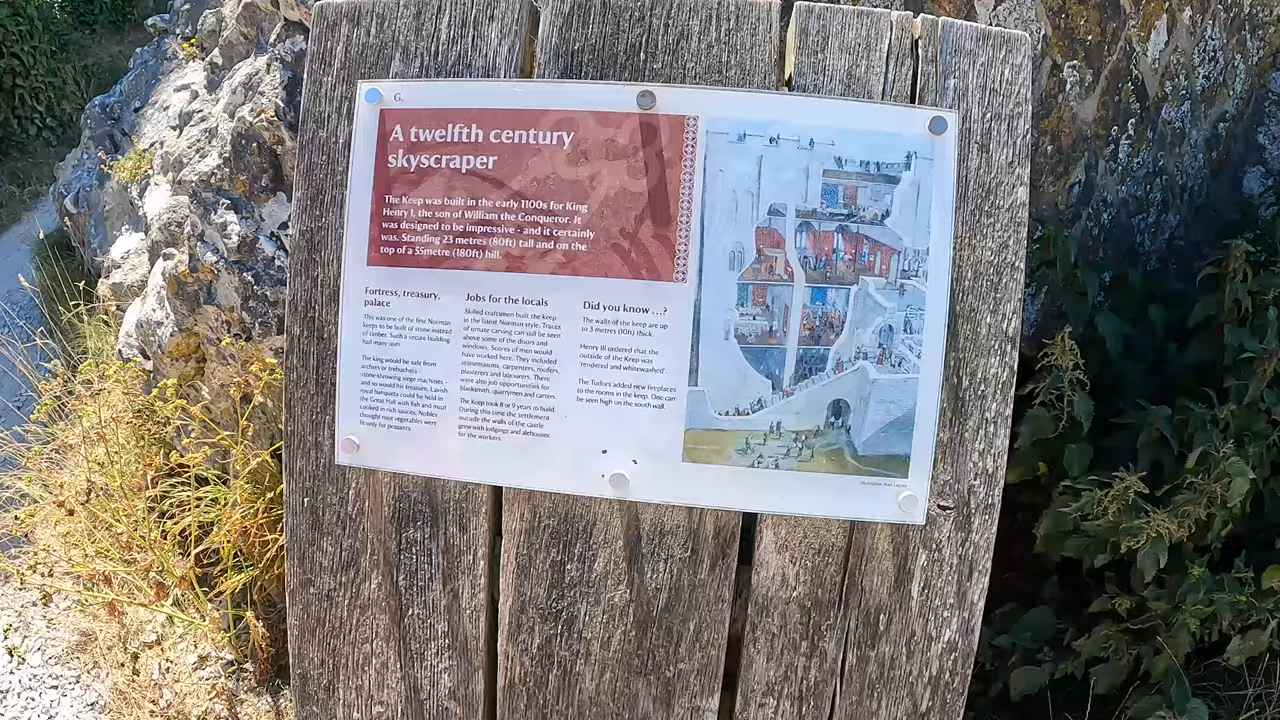 G.
A twelfth century
skyscraper
The Keep was built in the early 1100s for King
Henry I, the son of William the Conqueror. It
was designed to be impressive - and it certainly
was. Standing 23 metres (80ft) tall and on the
top of a 55metre (180ft) hill.
Fortress, treasury,
palace
This was one of the first Norman
keeps to be built of stone instead
of timber. Such a secure building
had many uses.
The king would be safe from
archers or trebuchets -
stone-throwing siege machines -
and so would his treasure. Lavish
royal banquets could be held in
the Great Hall with fish and meat
cooked in rich sauces. Nobles
thought root vegetables were
fit only for peasants.
Jobs for the locals
Skilled craftsmen built the keep
in the latest Norman style. Traces
of ornate carving can still be seen
above some of the doors and
windows. Scores of men would
have worked here. They included
stonemasons, carpenters, roofers,
plasterers and labourers. There
were also job opportunities for
blacksmith, quarrymen and carters.
The Keep took 8 or 9 years to build.
During this time the settlement
outside the walls of the castle
grew with lodgings and alehouses
for the workers.
Did you know ...?
The walls of the keep are up
to 3 metres (10ft) thick.
Henry III ordered that the
outside of the Keep was
'rendered and whitewashed'.
The Tudors added new fireplaces
to the rooms in the keep. One can
be seen high on the south wall.